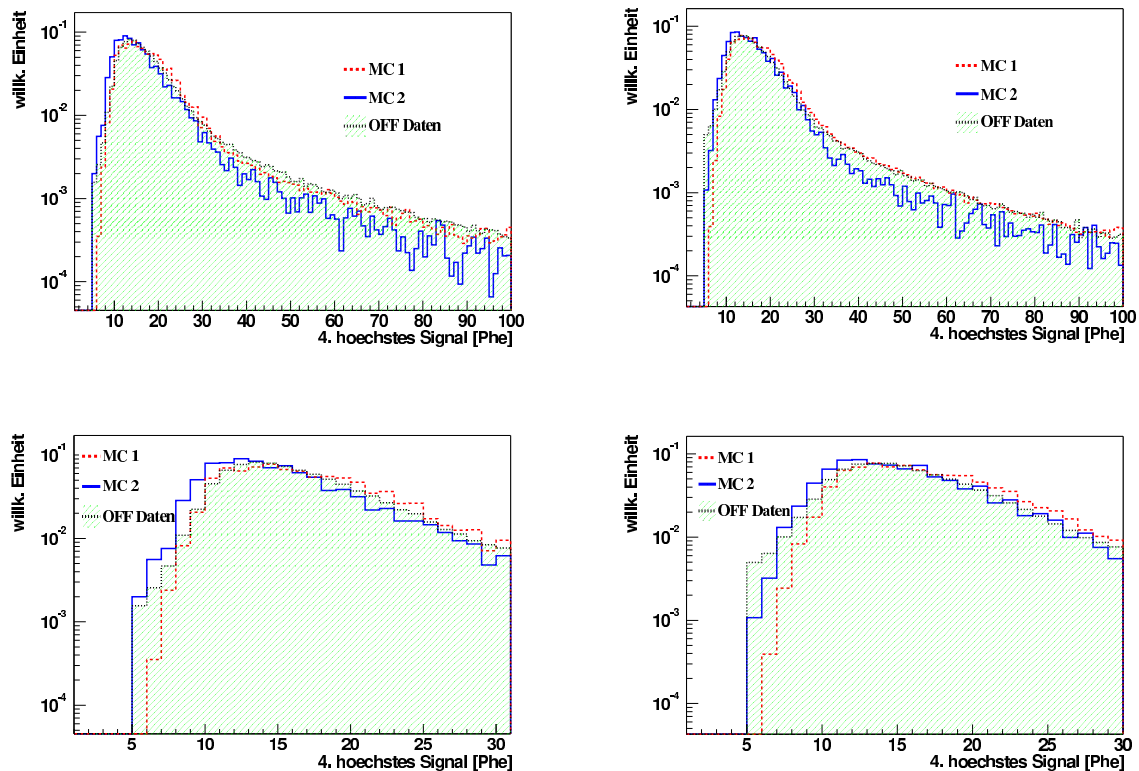 willk. Einheit
10⁻¹
10⁻²
10⁻³
10⁻⁴
MC 1
MC 2
OFF Daten
10 20 30 40 50 60 70 80 90 100
4. hoechstes Signal [Phe]
willk. Einheit
10⁻¹
10⁻²
10⁻³
10⁻⁴
MC 1
MC 2
OFF Daten
10 20 30 40 50 60 70 80 90 100
4. hoechstes Signal [Phe]
willk. Einheit
10⁻¹
10⁻²
10⁻³
10⁻⁴
MC 1
MC 2
OFF Daten
5 10 15 20 25 30
4. hoechstes Signal [Phe]
willk. Einheit
10⁻¹
10⁻²
10⁻³
10⁻⁴
MC 1
MC 2
OFF Daten
5 10 15 20 25 30
4. hoechstes Signal [Phe]